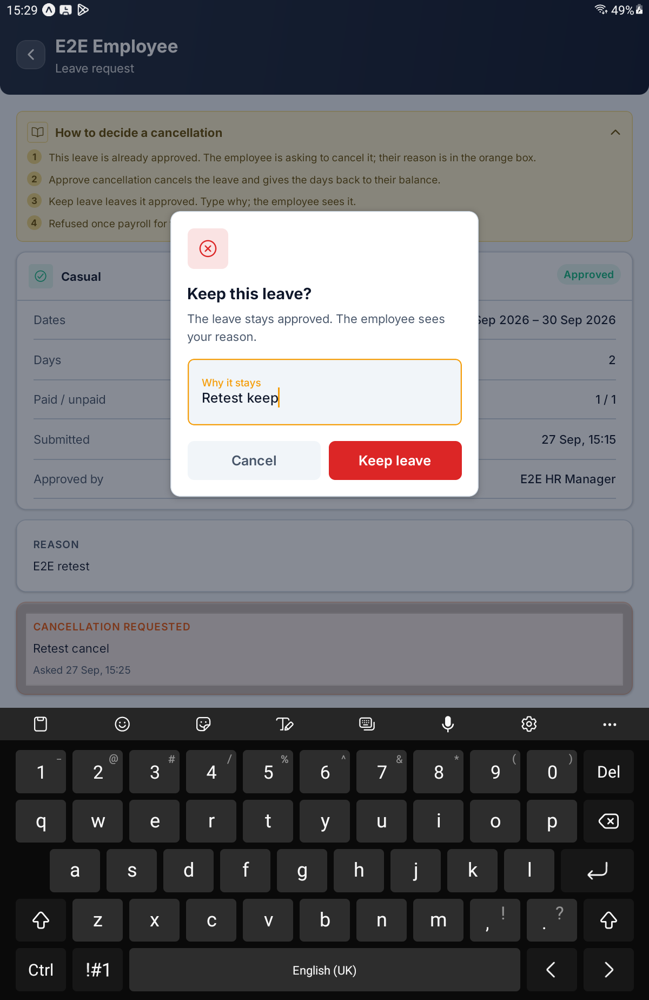 15:29
49%
E2E Employee
Leave request
How to decide a cancellation
1 This leave is already approved. The employee is asking to cancel it; their reason is in the orange box.
2 Approve cancellation cancels the leave and gives the days back to their balance.
3 Keep leave leaves it approved. Type why; the employee sees it.
4 Refused once payroll for
Casual
Approved
Dates
Sep 2026 – 30 Sep 2026
Days
2
Paid / unpaid
1 / 1
Submitted
27 Sep, 15:15
Approved by
E2E HR Manager
Keep this leave?
The leave stays approved. The employee sees
your reason.
Why it stays
Retest keep
Cancel
Keep leave
REASON
E2E retest
CANCELLATION REQUESTED
Retest cancel
Asked 27 Sep, 15:25
1 – 2 @ 3 # 4 / 5 % 6 ^ 7 & 8 * 9 ( 0 ) Del
q w e r t y u i o p
a s d f g h j k l
z x c v b n m , ! . ?
Ctrl !#1 English (UK)